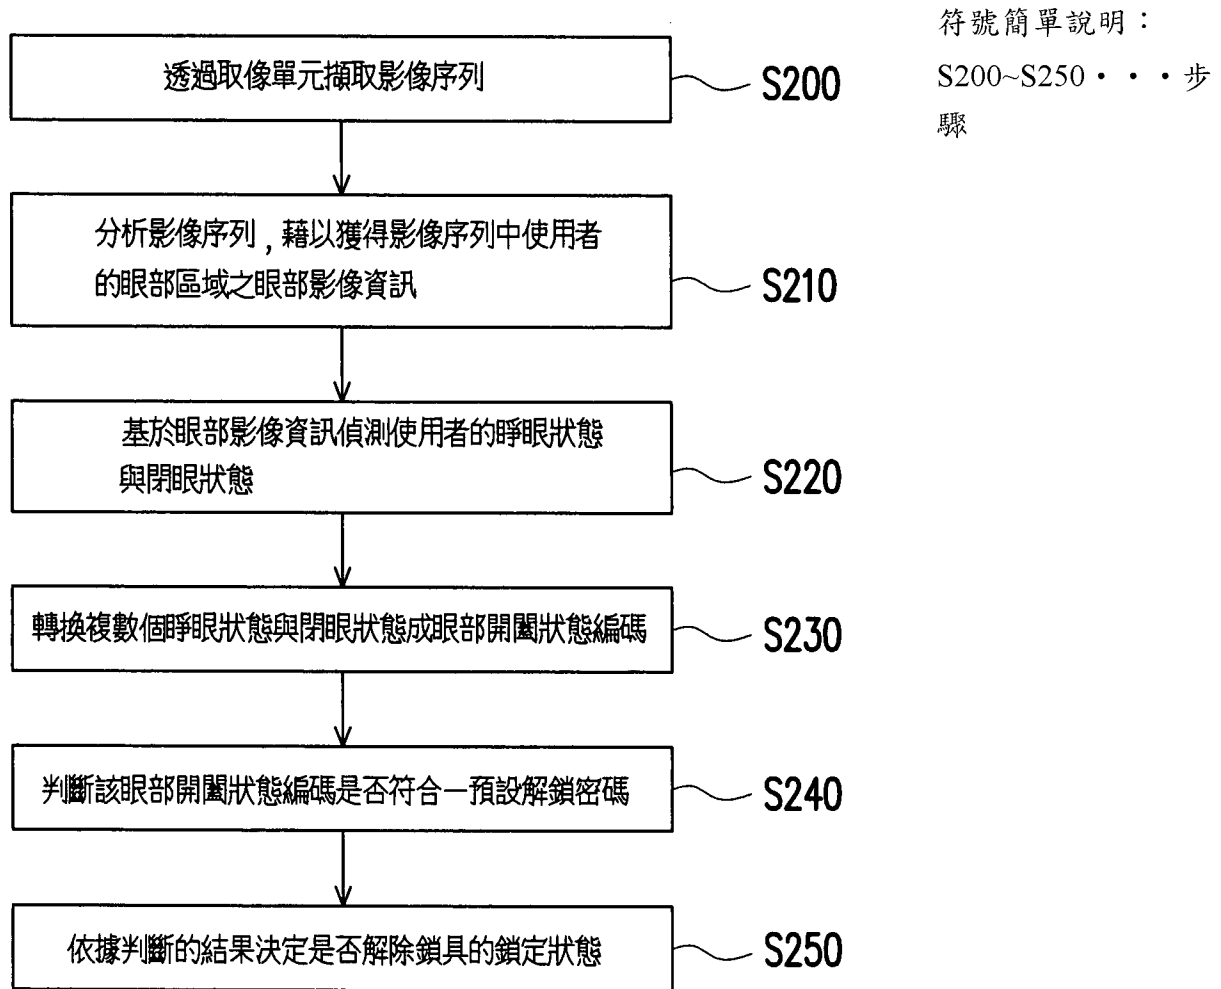 符號簡單說明：
S200~S250・・・步
驟
透過取像單元擷取影像序列
S200
分析影像序列，藉以獲得影像序列中使用者
的眼部區域之眼部影像資訊
S210
基於眼部影像資訊偵測使用者的睜眼狀態
與閉眼狀態
S220
轉換複數個睜眼狀態與閉眼狀態成眼部開闔狀態編碼
S230
判斷該眼部開闔狀態編碼是否符合一預設解鎖密碼
S240
依據判斷的結果決定是否解除鎖具的鎖定狀態
S250